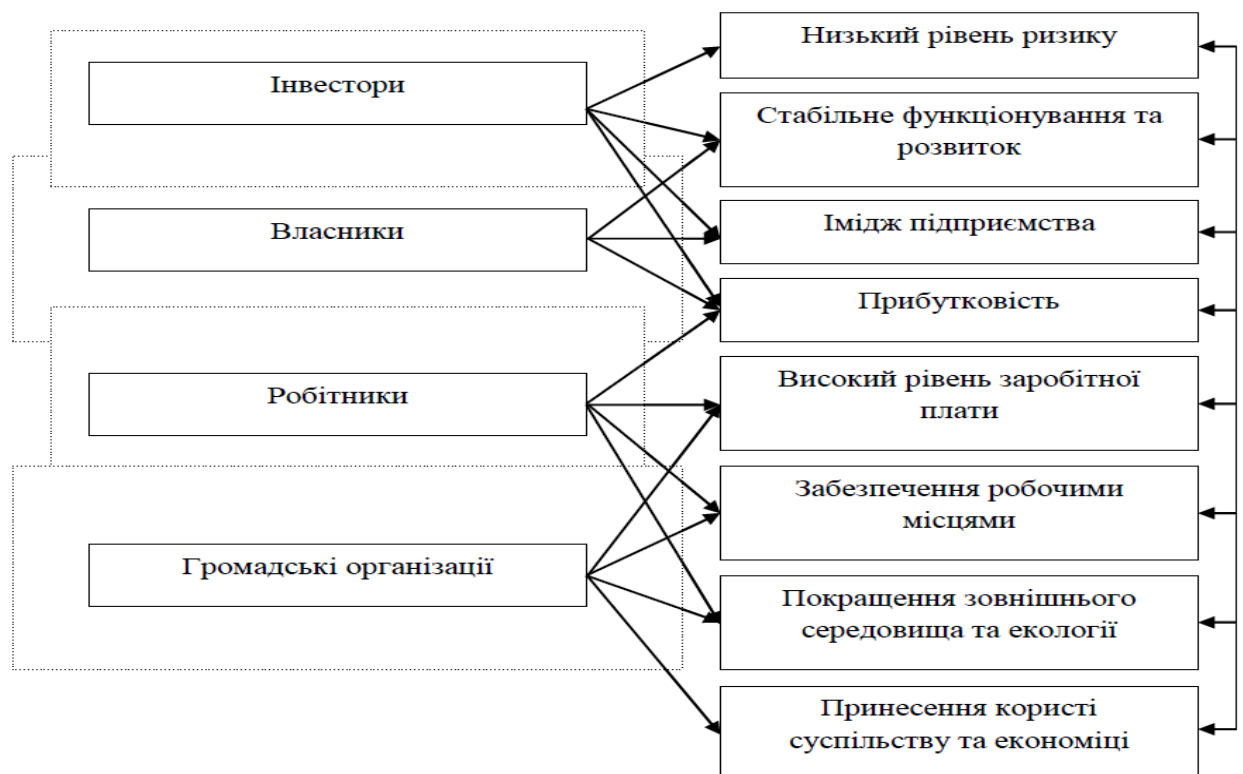 Інвестори
Власники
Робітники
Громадські організації
Низький рівень ризику
Стабільне функціонування та
розвиток
Імідж підприємства
Прибутковість
Високий рівень заробітної
плати
Забезпечення робочими
місцями
Покращення зовнішнього
середовища та екології
Принесення користі
суспільству та економіці